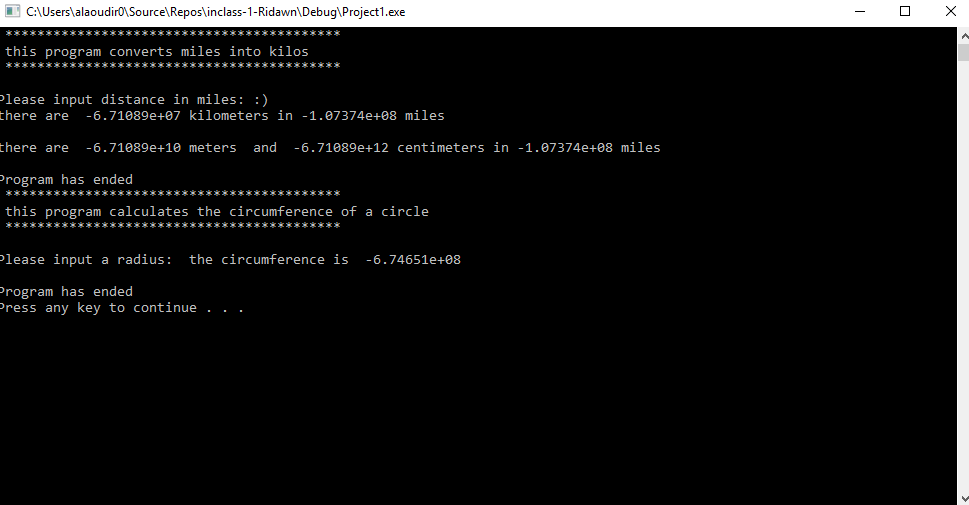 C:\Users\alaoudir0\Source\Repos\inclass-1-Ridawn\Debug\Project1.exe
******************************************
this program converts miles into kilos
******************************************
Please input distance in miles: :)
there are  -6.71089e+07 kilometers in -1.07374e+08 miles
there are  -6.71089e+10 meters  and  -6.71089e+12 centimeters in -1.07374e+08 miles
Program has ended
******************************************
this program calculates the circumference of a circle
******************************************
Please input a radius:  the circumference is  -6.74651e+08
Program has ended
Press any key to continue . . .